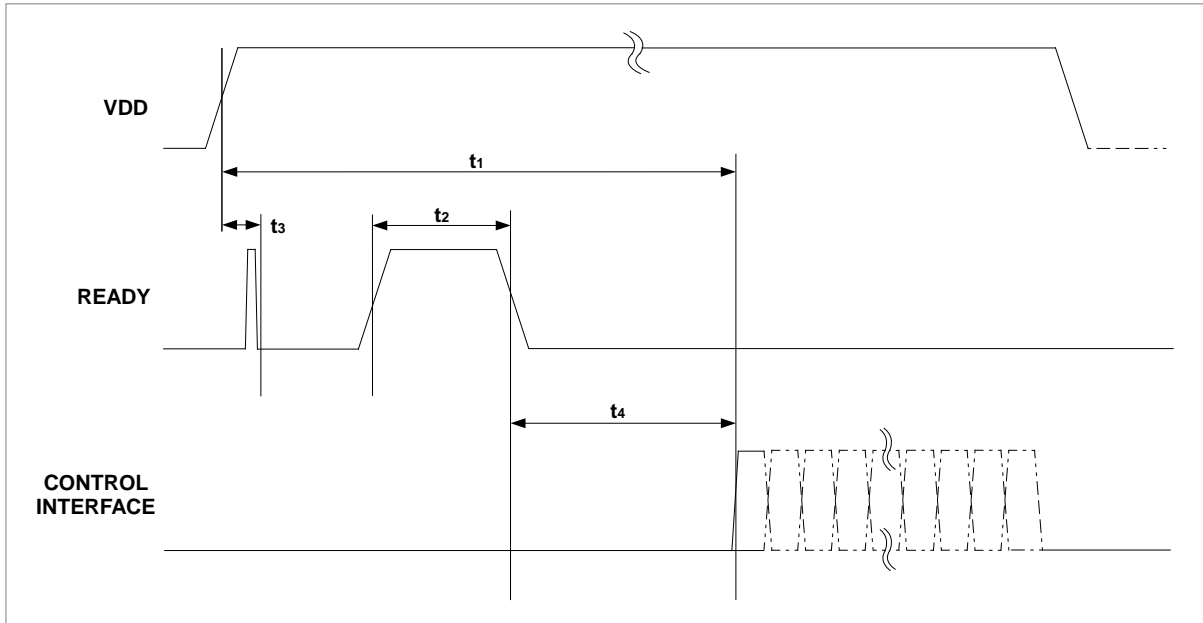 VDD
t1
t3
t2
READY
t4
CONTROL
INTERFACE